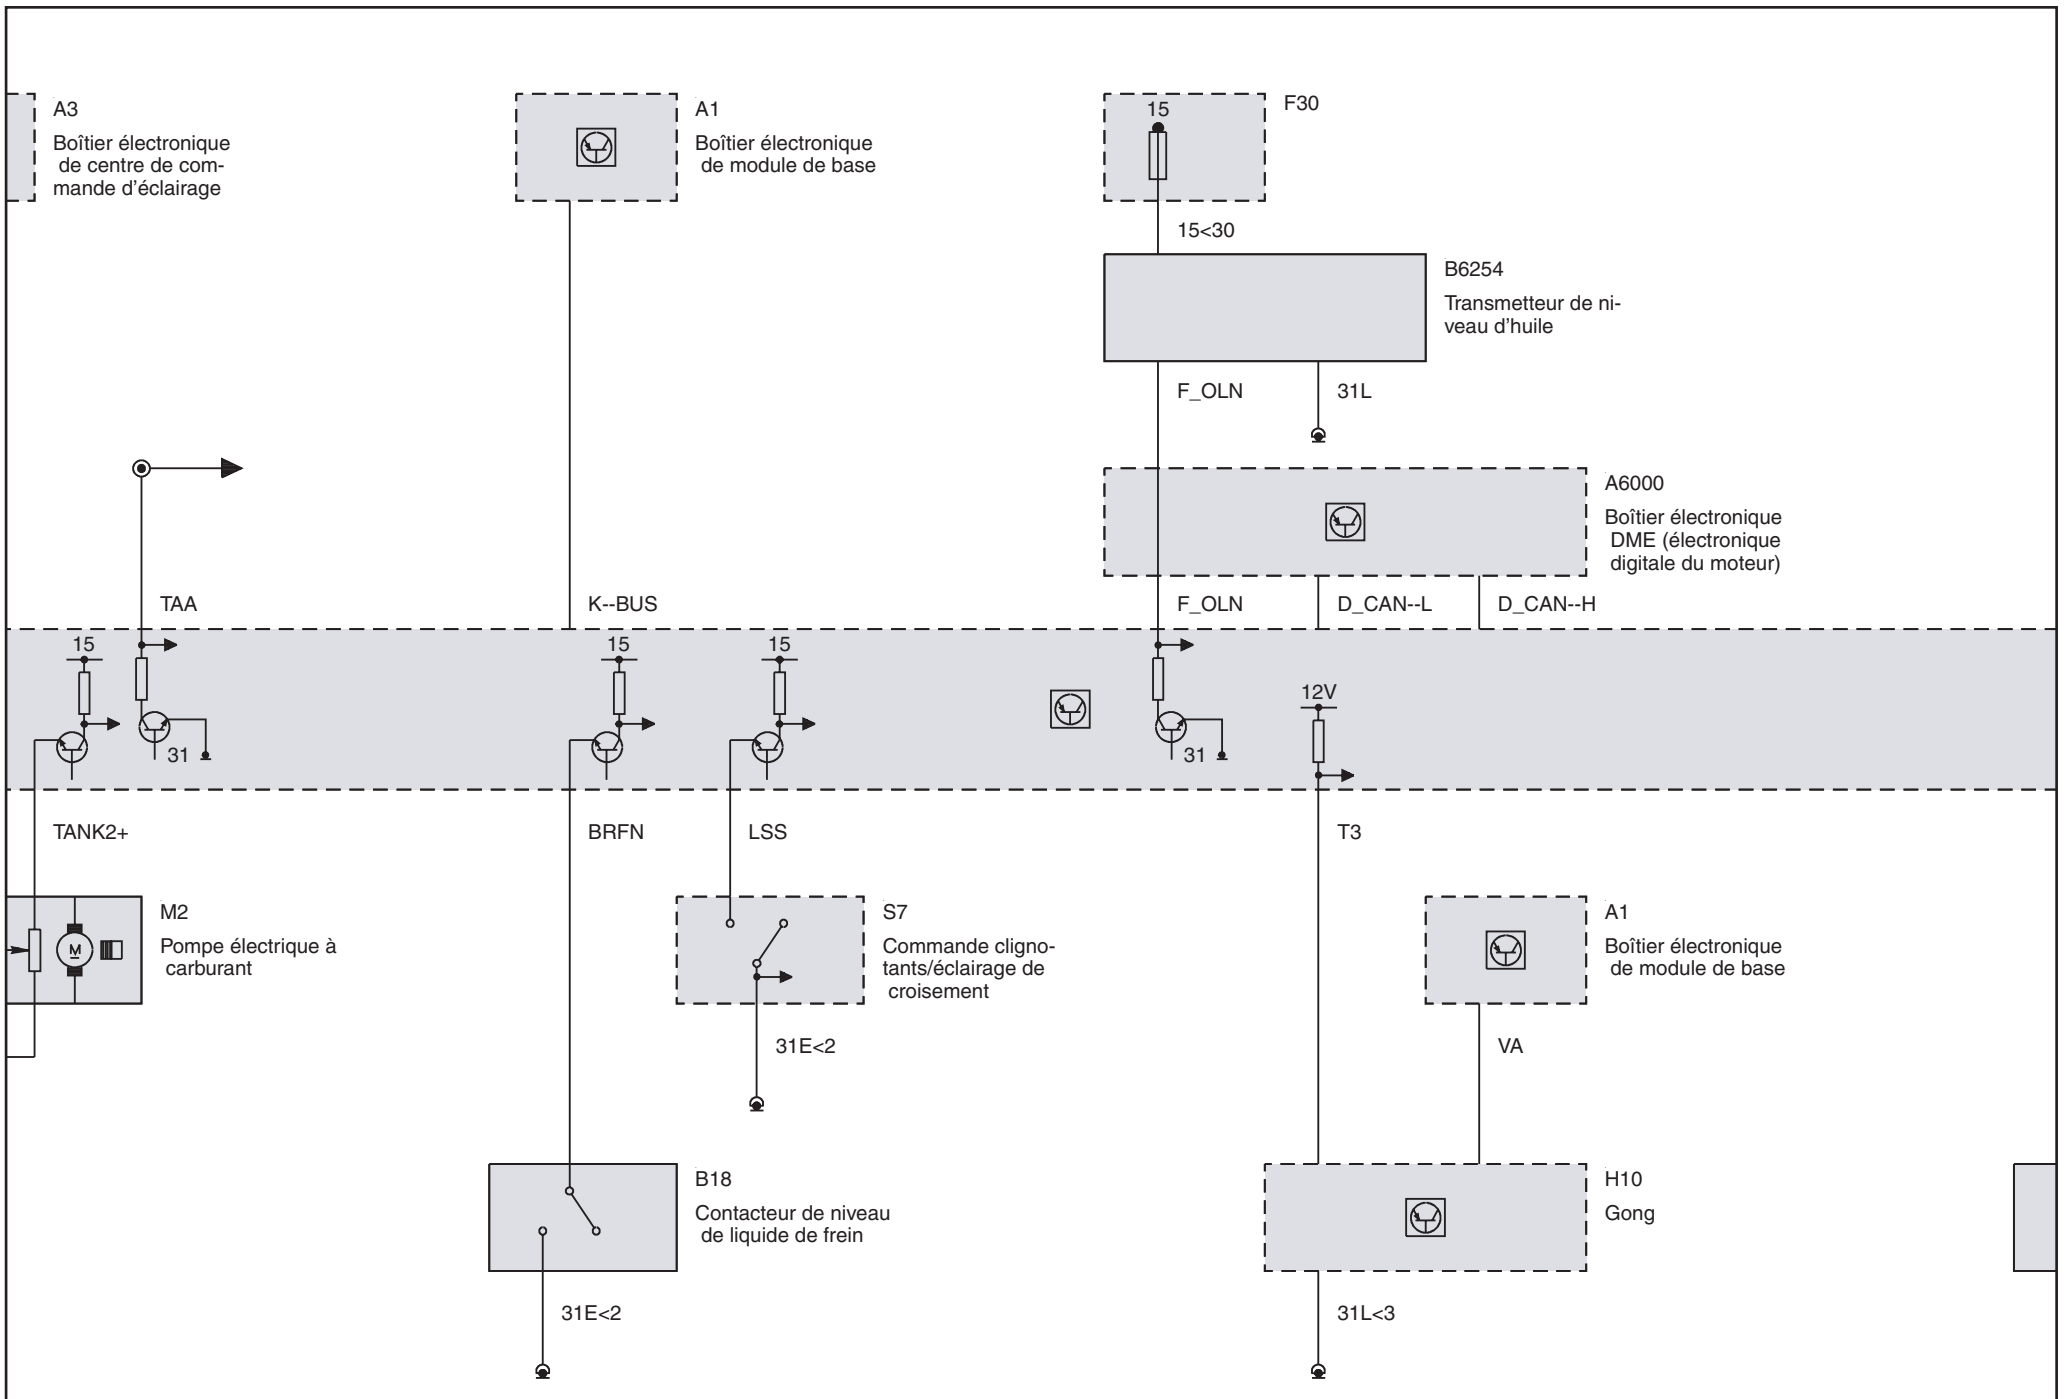 A3
Boîtier électronique
de centre de com-
mande d'éclairage
A1
Boîtier électronique
de module de base
15
F30
15<30
B6254
Transmetteur de ni-
veau d'huile
F_OLN
31L
A6000
Boîtier électronique
DME (électronique
digitale du moteur)
TAA
K--BUS
F_OLN
D_CAN--L
D_CAN--H
15
15
15
12V
31
31
TANK2+
BRFN
LSS
T3
M2
Pompe électrique à
carburant
M
S7
Commande cligno-
tants/éclairage de
croisement
A1
Boîtier électronique
de module de base
31E<2
VA
B18
Contacteur de niveau
de liquide de frein
H10
Gong
31E<2
31L<3